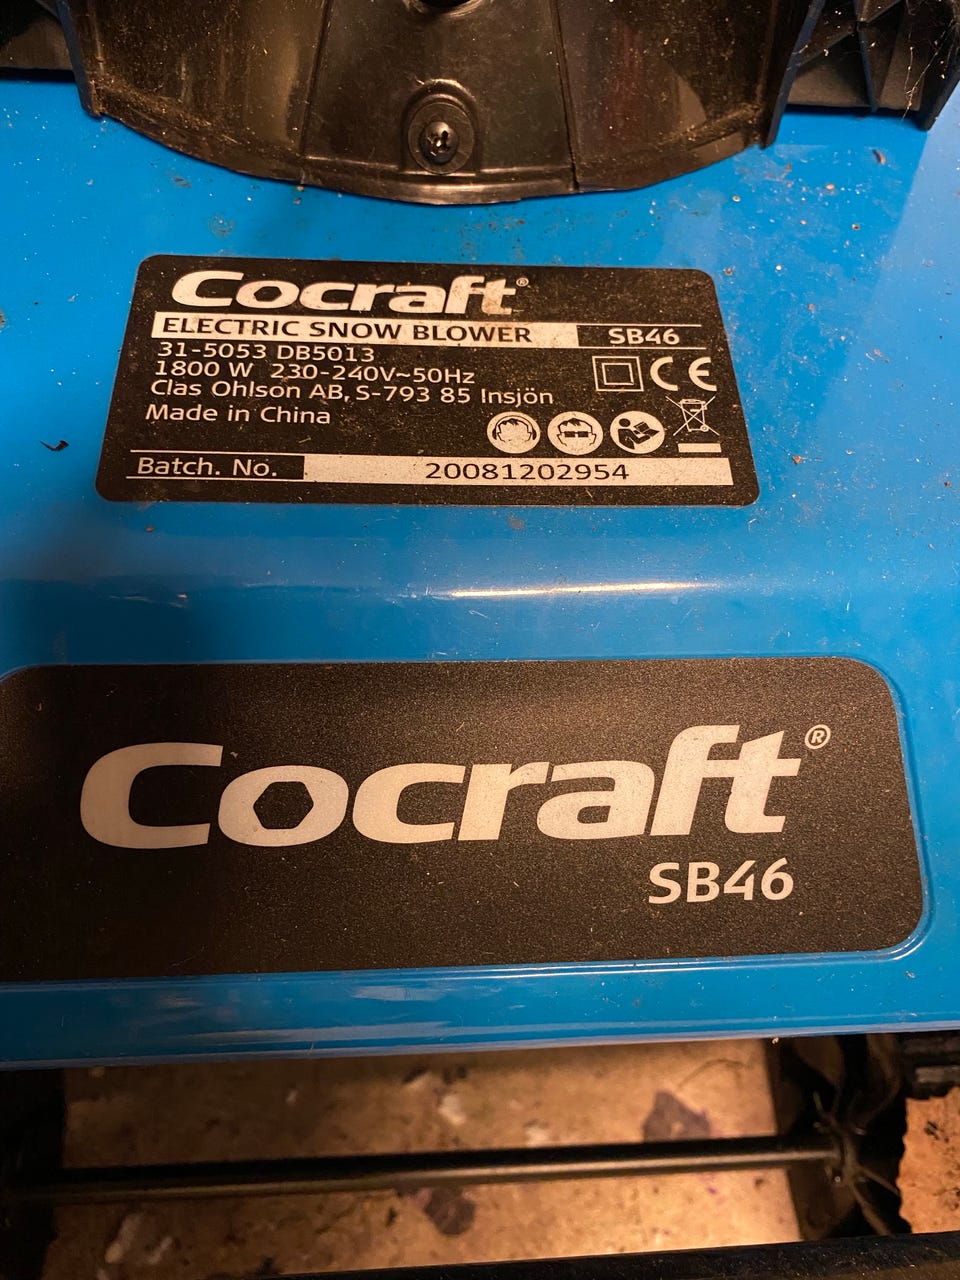 Cocraft®
ELECTRIC SNOW BLOWER SB46
31-5053 DB5013
1800 W 230-240V~50Hz
Clas Ohlson AB, S-793 85 Insjön
Made in China
CE
Batch. No. 20081202954
Cocraft®
SB46